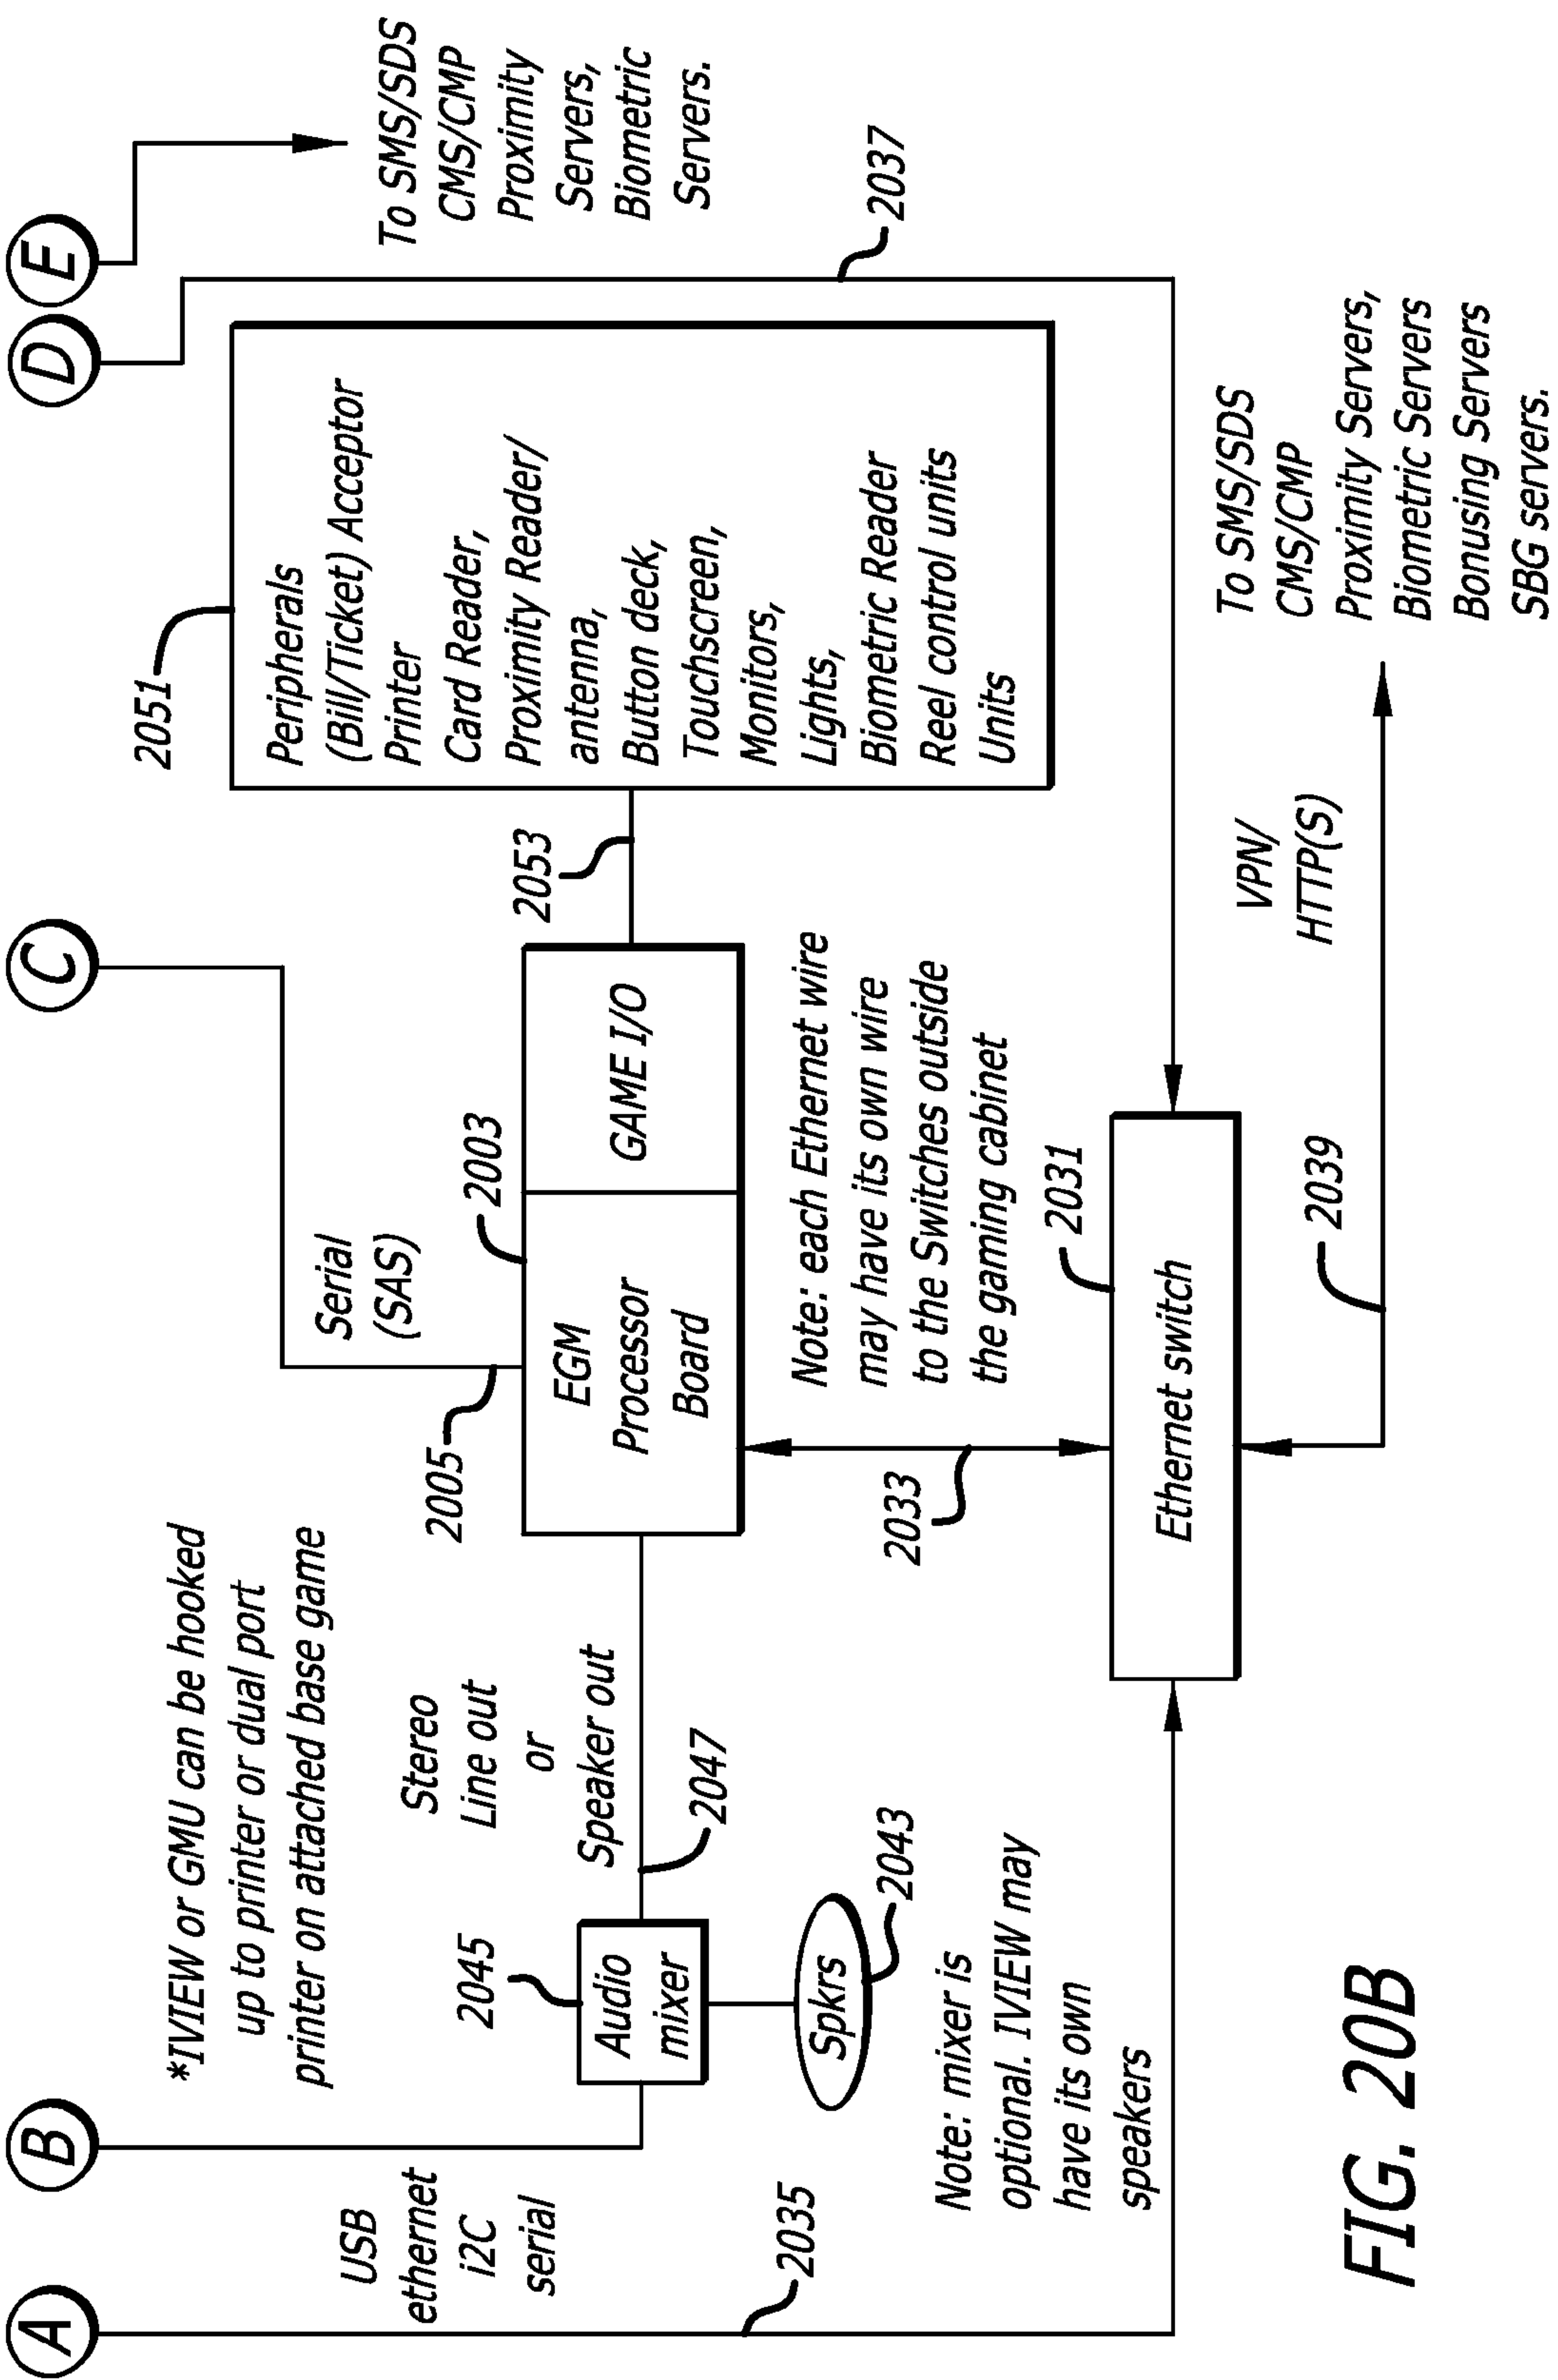 A
B
C
D
E
USB
ethernet
i2C
serial
2035
*IVIEW or GMU can be hooked
up to printer or dual port
printer on attached base game
Serial
(SAS)
2005
2003
2051
To SMS/SDS
CMS/CMP
Proximity
Servers,
Biometric
Servers.
2037
Stereo
Line out
or
Speaker out
2047
2045
Audio
mixer
Spkrs
2043
EGM
Processor
Board
GAME I/O
2053
Peripherals
(Bill/Ticket) Acceptor
Printer
Card Reader,
Proximity Reader/
antenna,
Button deck,
Touchscreen,
Monitors,
Lights,
Biometric Reader
Reel control units
Units
Note: mixer is
optional. IVIEW may
have its own
speakers
2033
Note: each Ethernet wire
may have its own wire
to the Switches outside
the gaming cabinet
2031
Ethernet switch
2039
VPN/
HTTP(S)
To SMS/SDS
CMS/CMP
Proximity Servers,
Biometric Servers
Bonusing Servers
SBG servers.
FIG. 20B